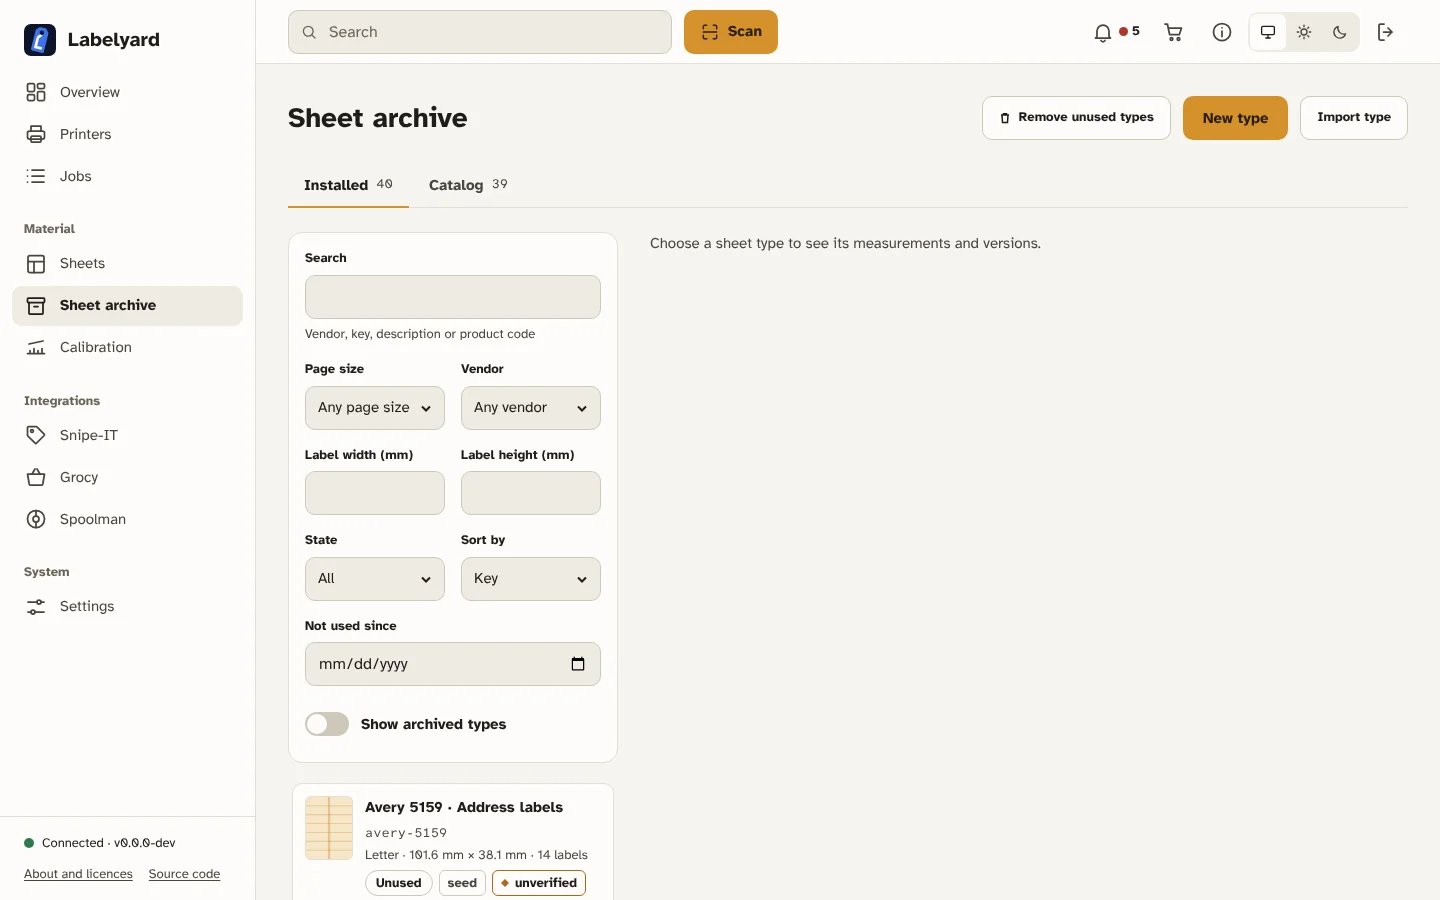 Labelyard
Search
Scan
5
Overview
Printers
Jobs
Material
Sheets
Sheet archive
Calibration
Integrations
Snipe-IT
Grocy
Spoolman
System
Settings
Connected · v0.0.0-dev
About and licences
Source code
Sheet archive
Remove unused types
New type
Import type
Installed 40
Catalog 39
Search
Vendor, key, description or product code
Page size
Vendor
Any page size
Any vendor
Label width (mm)
Label height (mm)
State
Sort by
All
Key
Not used since
mm/dd/yyyy
Show archived types
Avery 5159 · Address labels
avery-5159
Letter · 101.6 mm × 38.1 mm · 14 labels
Unused
seed
unverified
Choose a sheet type to see its measurements and versions.